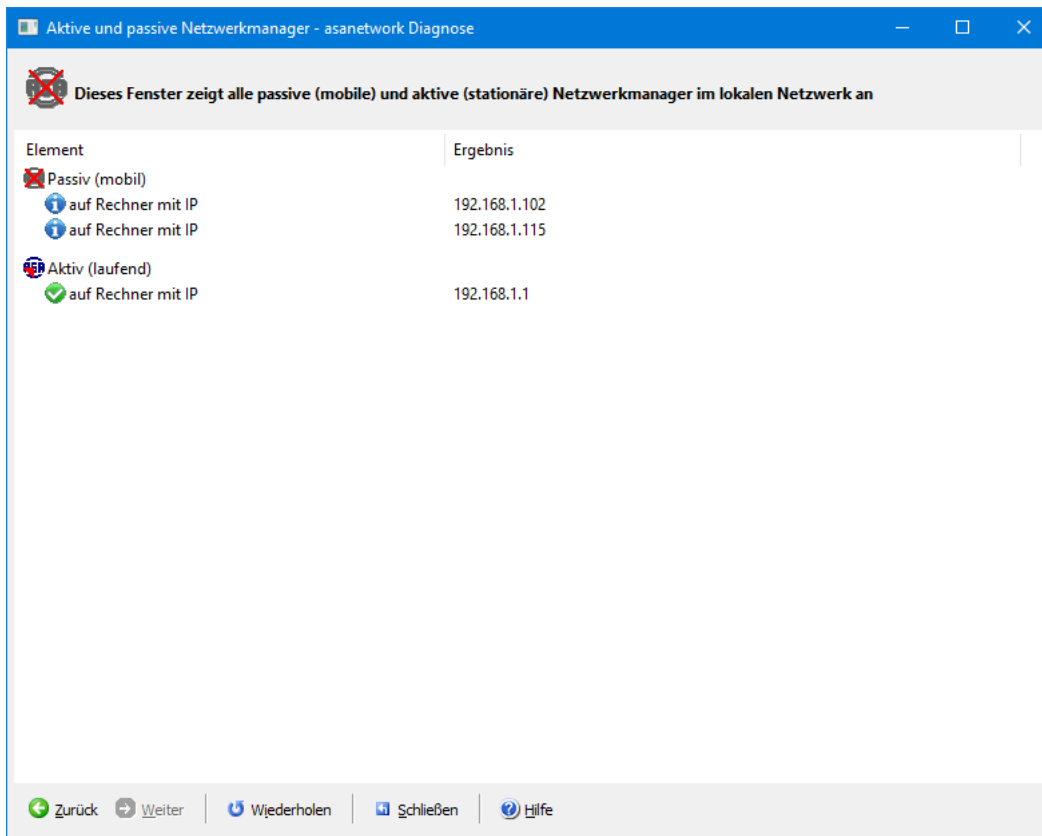 Aktive und passive Netzwerkmanager - asanetwork Diagnose
Dieses Fenster zeigt alle passive (mobile) und aktive (stationäre) Netzwerkmanager im lokalen Netzwerk an
Element Ergebnis
Passiv (mobil)
auf Rechner mit IP 192.168.1.102
auf Rechner mit IP 192.168.1.115
Aktiv (laufend)
auf Rechner mit IP 192.168.1.1
Zurück Weiter Wiederholen Schließen Hilfe